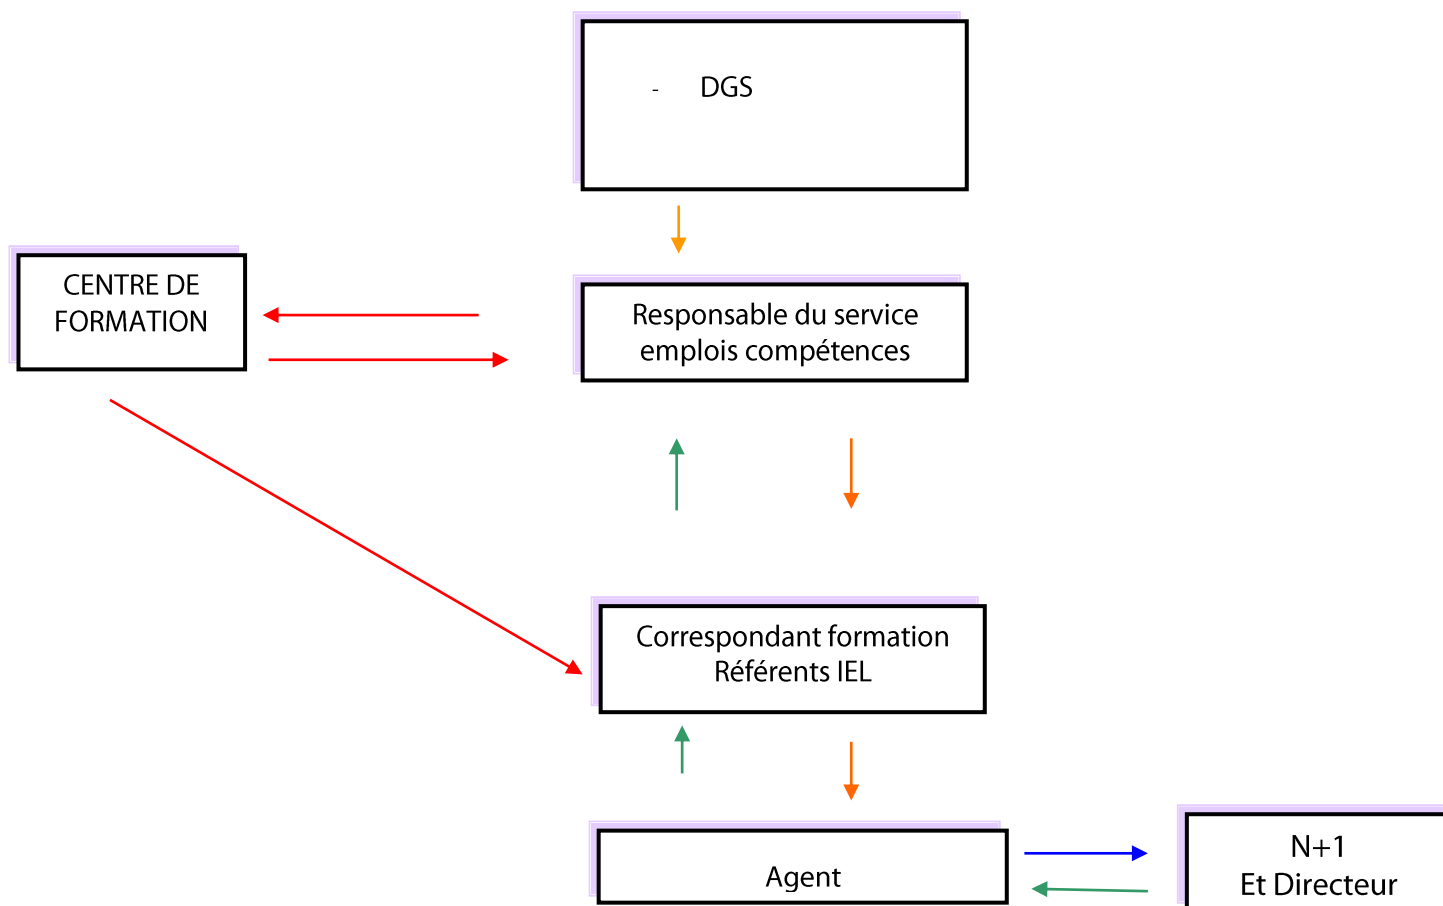 - DGS
CENTRE DE
FORMATION
Responsable du service
emplois compétences
Correspondant formation
Référents IEL
Agent
N+1
Et Directeur